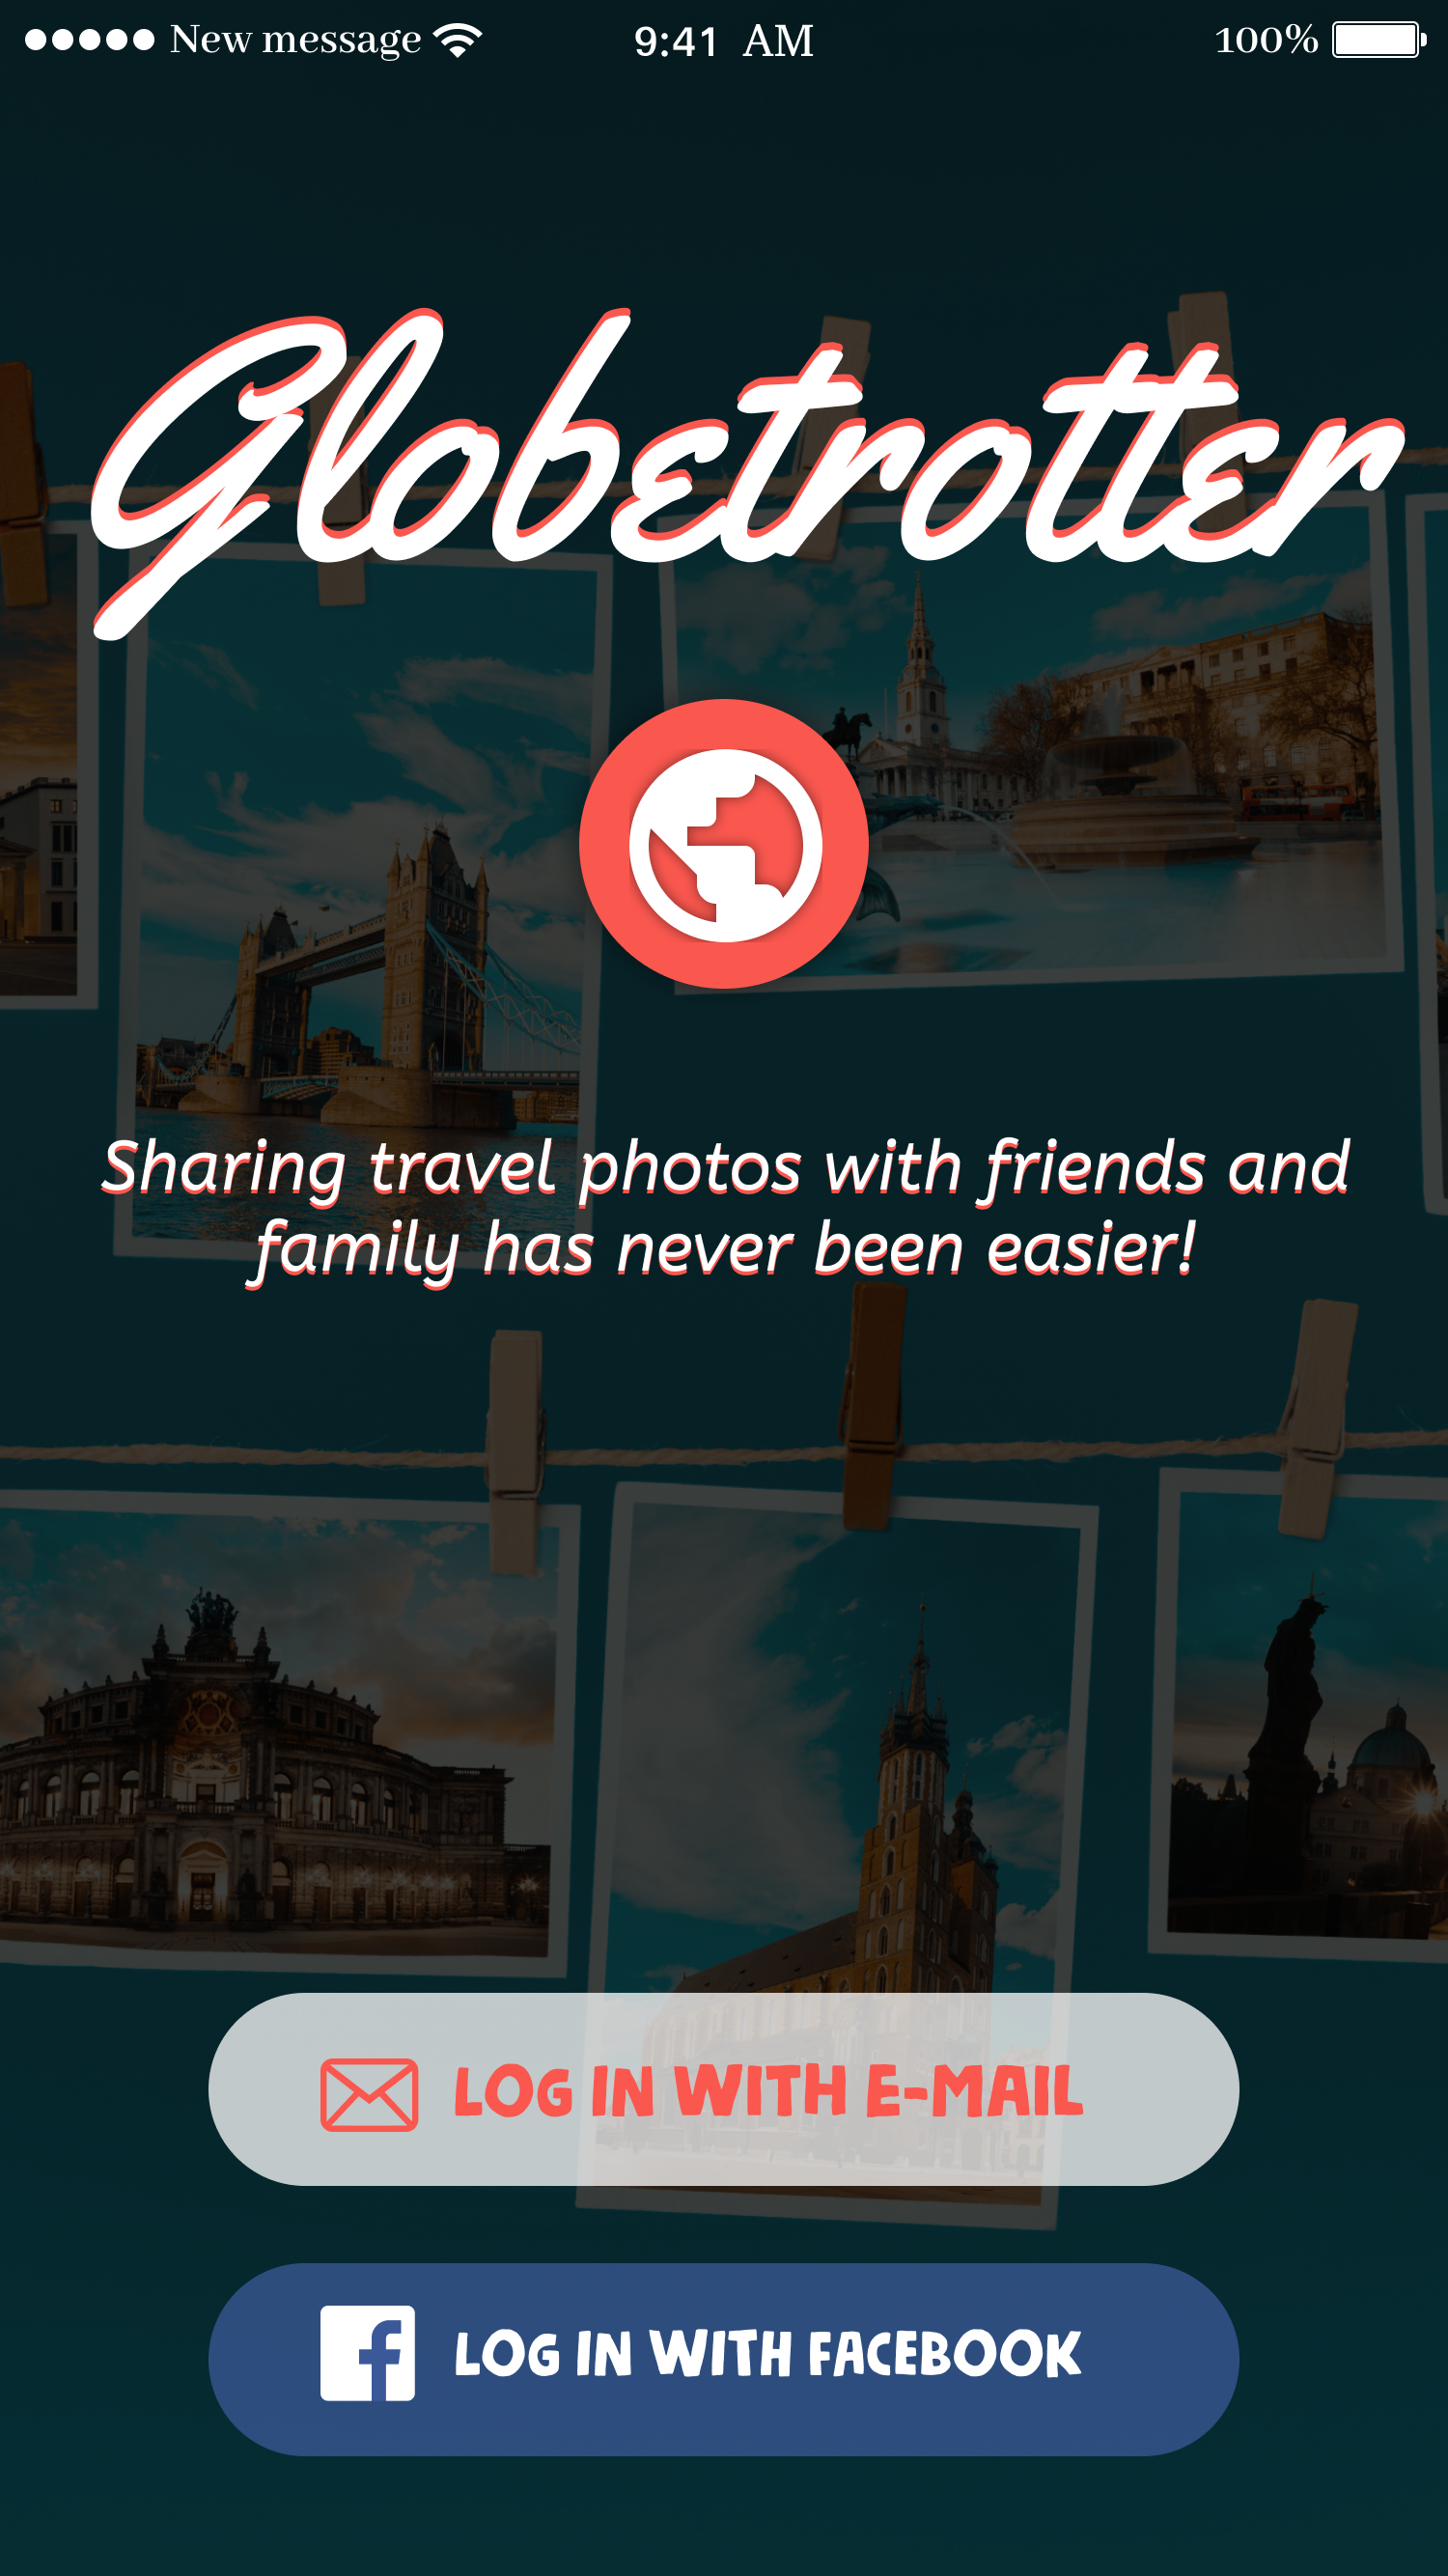 New message 9:41 AM 100%
Globetrotter
Sharing travel photos with friends and
family has never been easier!
LOG IN WITH E-MAIL
LOG IN WITH FACEBOOK